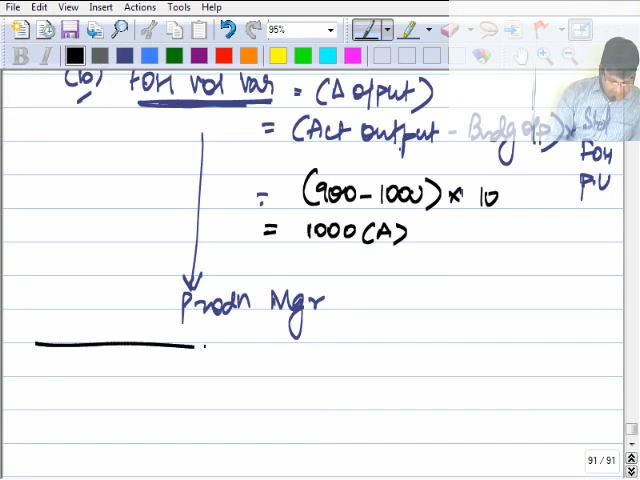 File Edit View Insert Actions Tools Help
95%
B I
(b) FOH vol var = (Δ o/put)
= (Act output - Budg o/p) × Std
FOH
P.U
= (900-1000) × 10
= 1000 (A)
Prodn Mgr
91 / 91